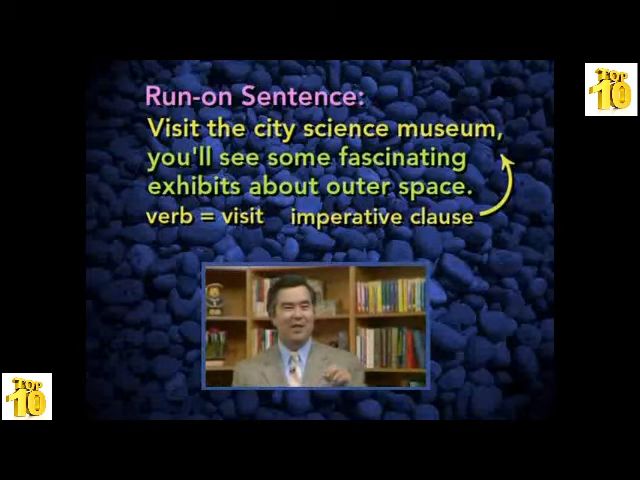 TOP
10
Run-on Sentence:
Visit the city science museum,
you'll see some fascinating
exhibits about outer space.
verb = visit imperative clause
TOP
10